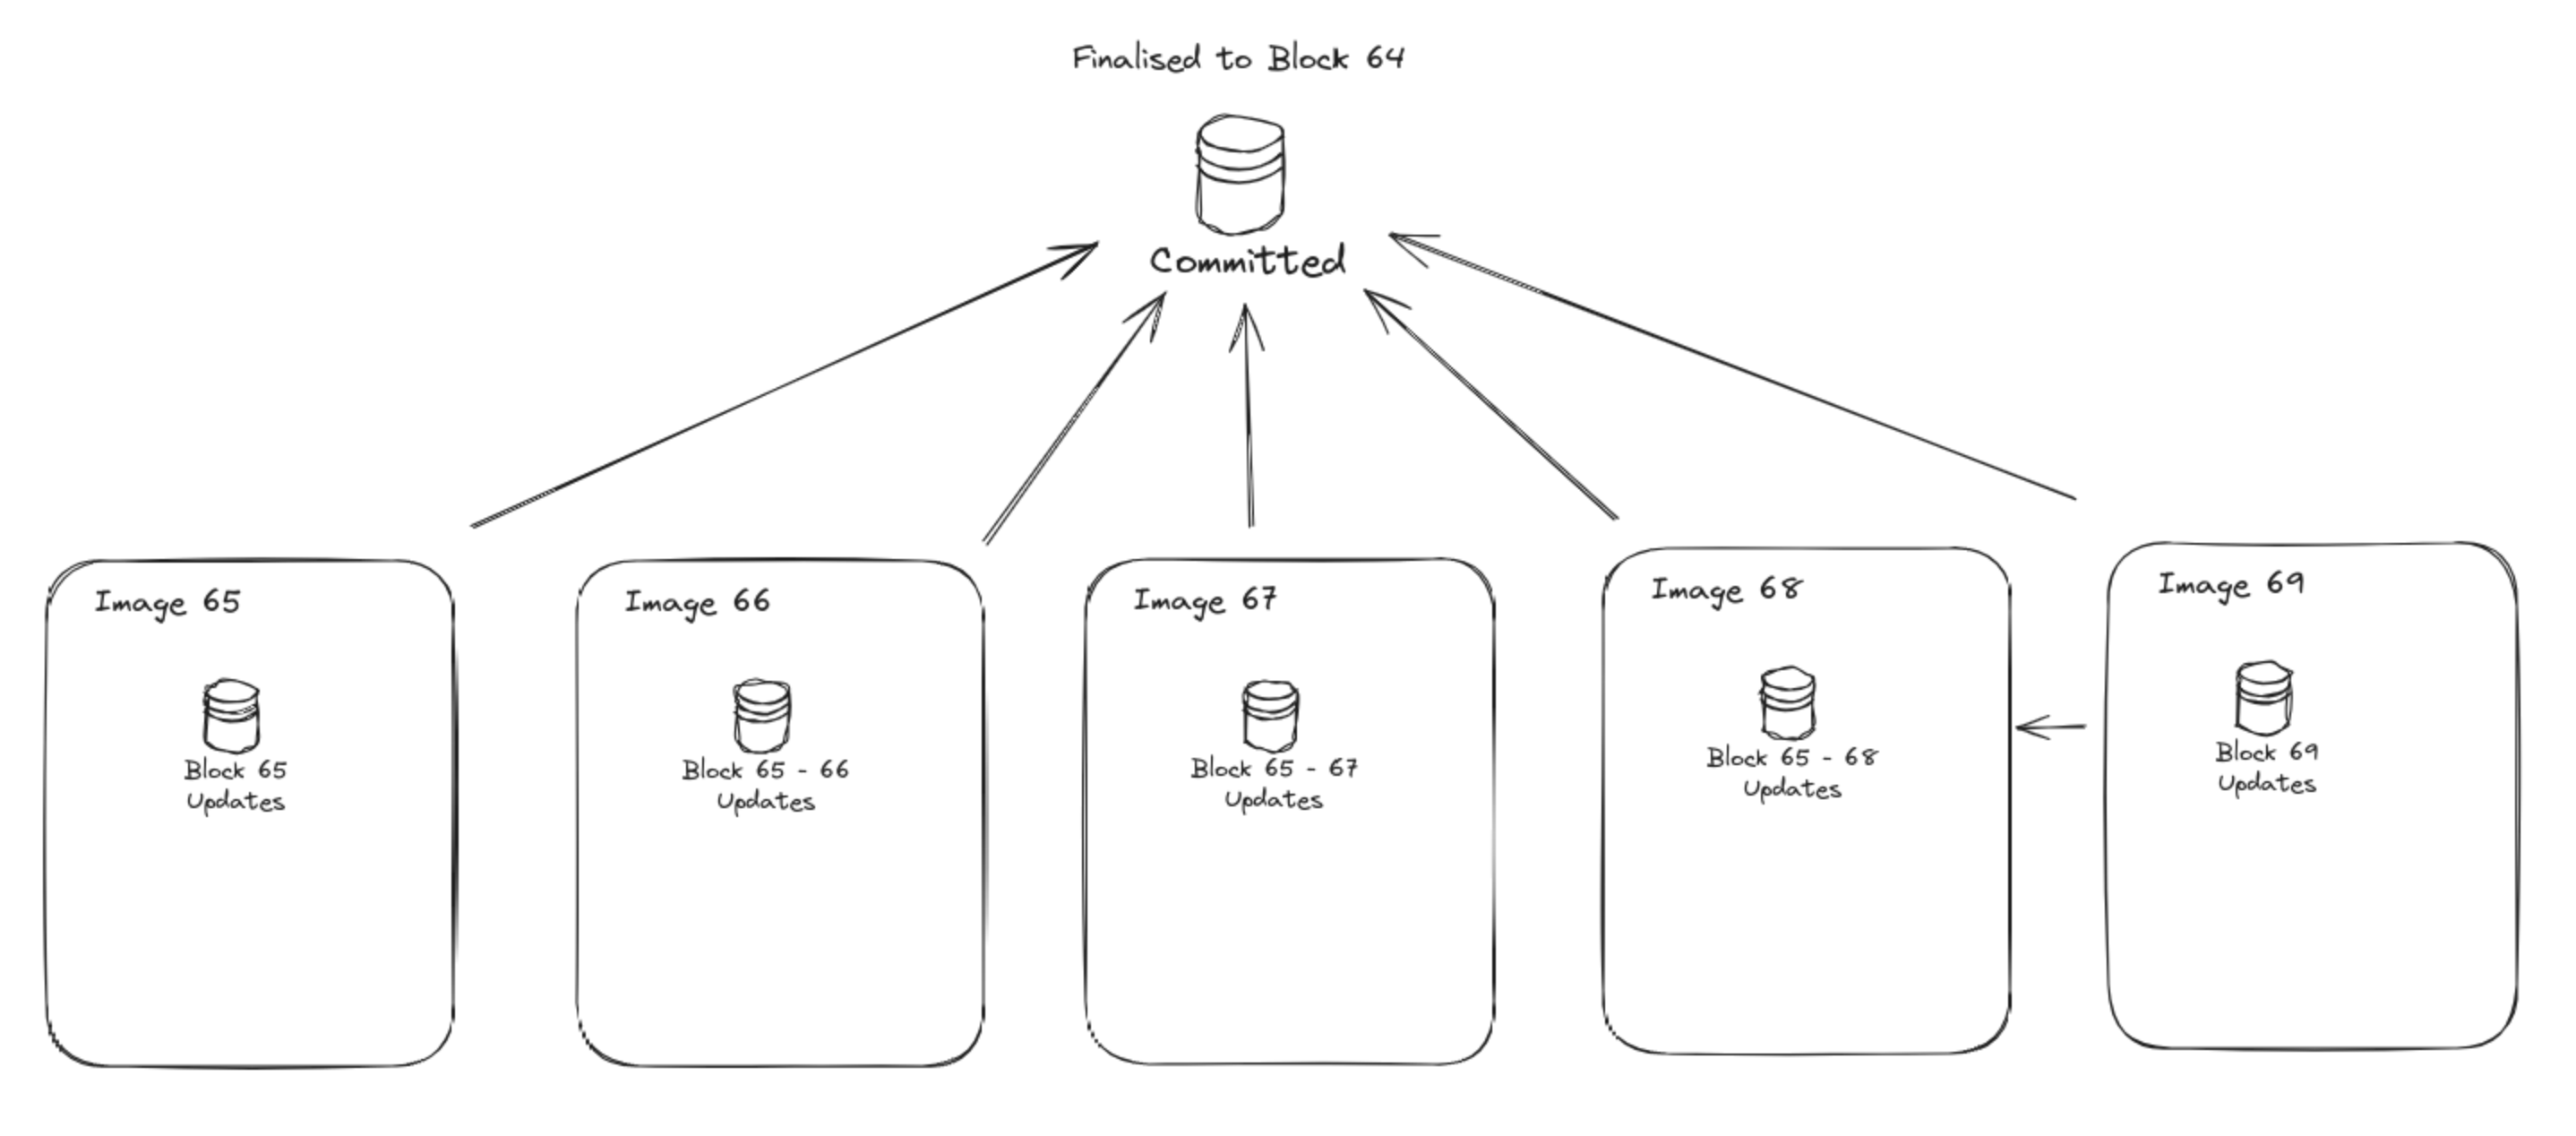 Finalised to Block 64
Committed
Image 65
Block 65
Updates
Image 66
Block 65 - 66
Updates
Image 67
Block 65 - 67
Updates
Image 68
Block 65 - 68
Updates
Image 69
Block 69
Updates